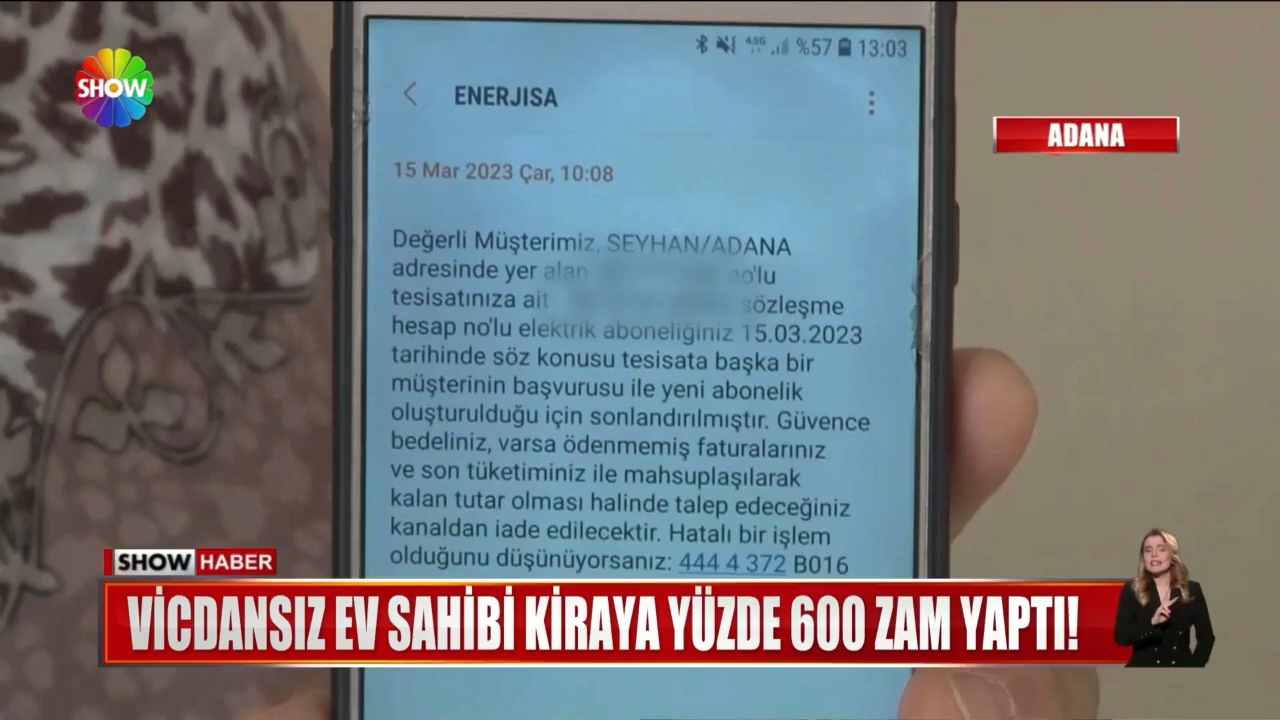 SHOW
ADANA
4.5G %57 13:03
ENERJISA
15 Mar 2023 Çar, 10:08
Değerli Müşterimiz, SEYHAN/ADANA
adresinde yer alan no'lu
tesisatınıza ait sözleşme
hesap no'lu elektrik aboneliğiniz 15.03.2023
tarihinde söz konusu tesisata başka bir
müşterinin başvurusu ile yeni abonelik
oluşturulduğu için sonlandırılmıştır. Güvence
bedeliniz, varsa ödenmemiş faturalarınız
ve son tüketiminiz ile mahsuplaşılarak
kalan tutar olması halinde talep edeceğiniz
kanaldan iade edilecektir. Hatalı bir işlem
olduğunu düşünüyorsanız: 444 4 372 B016
SHOW HABER
VİCDANSIZ EV SAHİBİ KİRAYA YÜZDE 600 ZAM YAPTI!